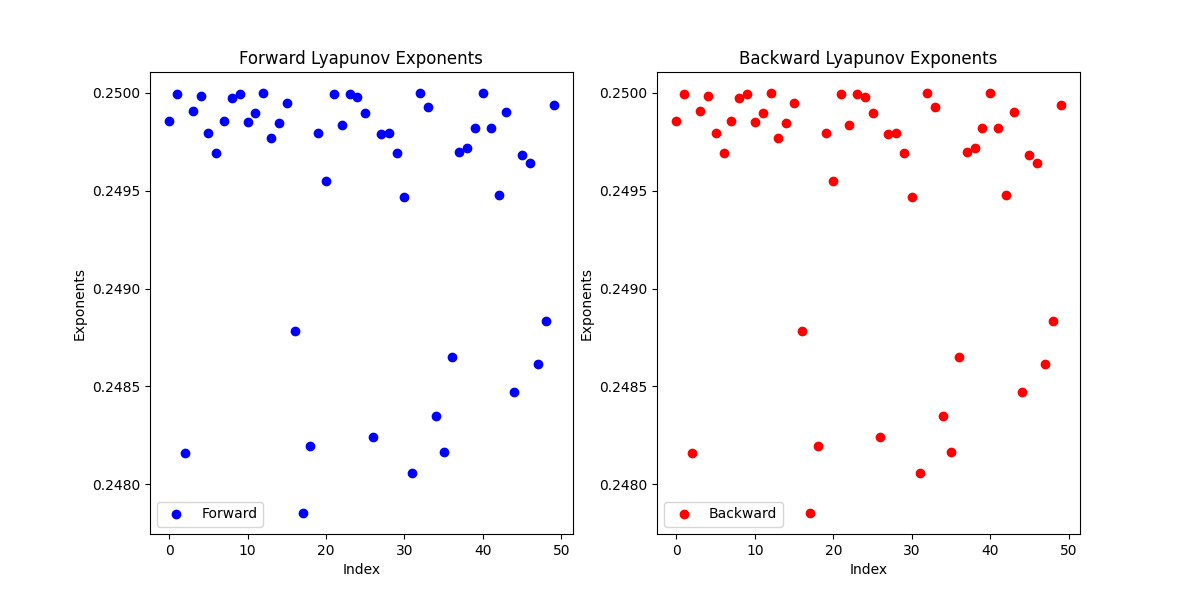 Forward Lyapunov Exponents
Exponents
0.2500
0.2495
0.2490
0.2485
0.2480
Forward
0 10 20 30 40 50
Index
Backward Lyapunov Exponents
Exponents
0.2500
0.2495
0.2490
0.2485
0.2480
Backward
0 10 20 30 40 50
Index